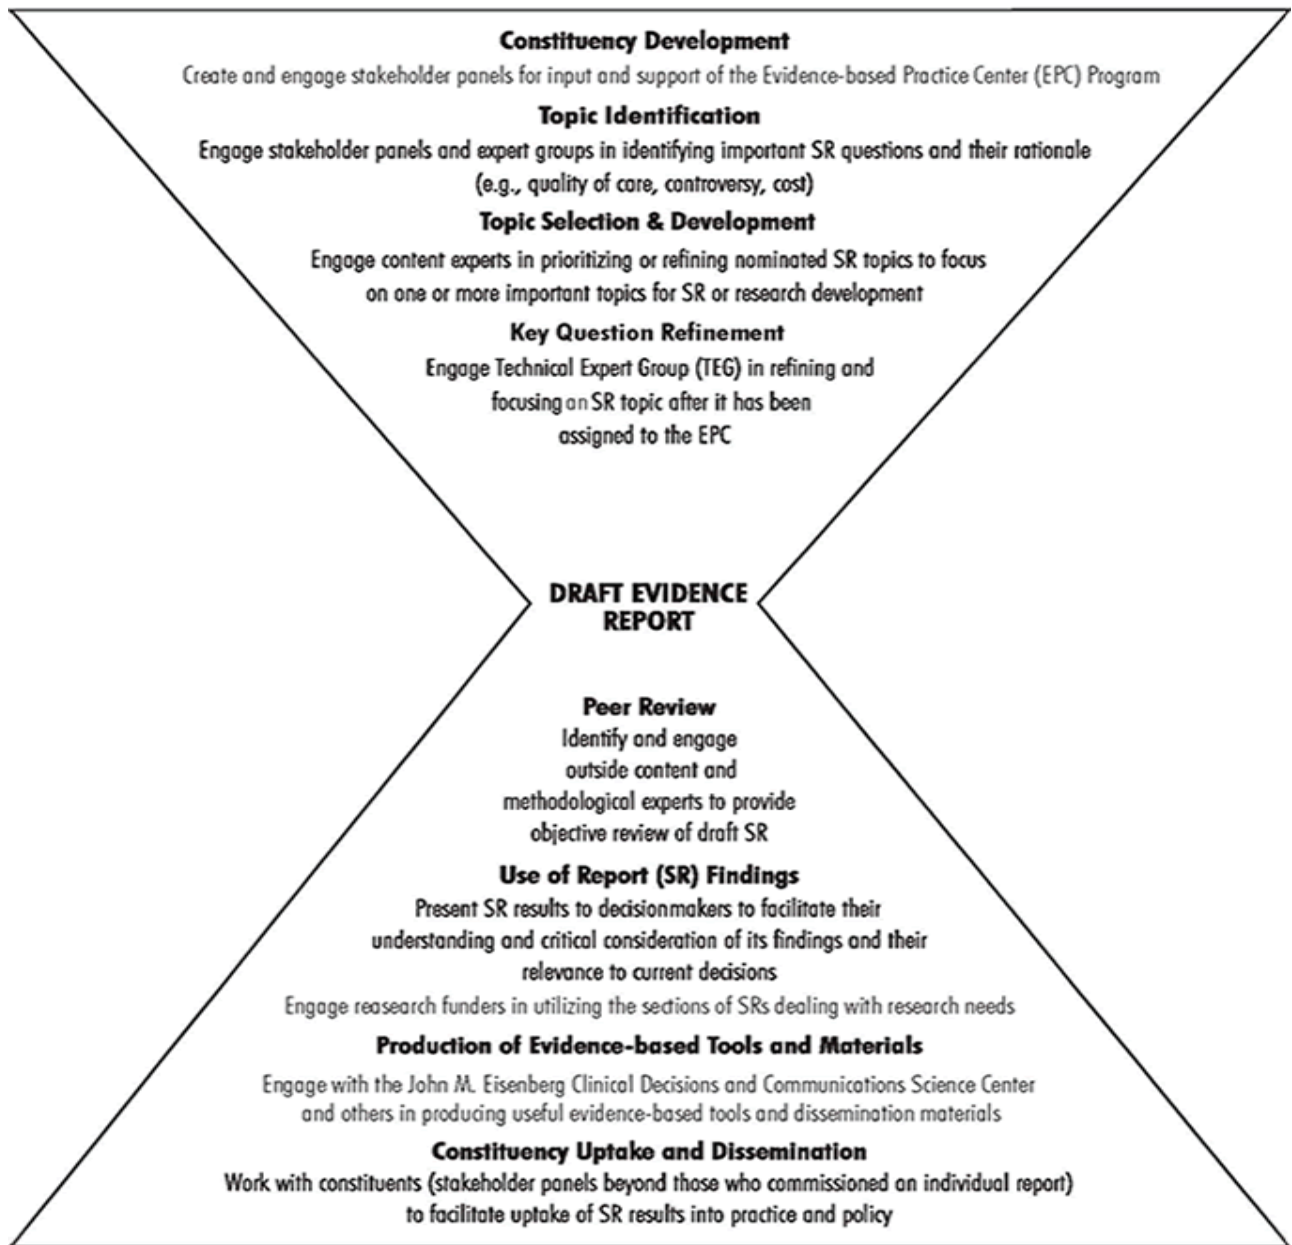 Constituency Development
Create and engage stakeholder panels for input and support of the Evidence-based Practice Center (EPC) Program
Topic Identification
Engage stakeholder panels and expert groups in identifying important SR questions and their rationale
(e.g., quality of care, controversy, cost)
Topic Selection & Development
Engage content experts in prioritizing or refining nominated SR topics to focus
on one or more important topics for SR or research development
Key Question Refinement
Engage Technical Expert Group (TEG) in refining and
focusing an SR topic after it has been
assigned to the EPC
DRAFT EVIDENCE
REPORT
Peer Review
Identify and engage
outside content and
methodological experts to provide
objective review of draft SR
Use of Report (SR) Findings
Present SR results to decisionmakers to facilitate their
understanding and critical consideration of its findings and their
relevance to current decisions
Engage reasearch funders in utilizing the sections of SRs dealing with research needs
Production of Evidence-based Tools and Materials
Engage with the John M. Eisenberg Clinical Decisions and Communications Science Center
and others in producing useful evidence-based tools and dissemination materials
Constituency Uptake and Dissemination
Work with constituents (stakeholder panels beyond those who commissioned an individual report)
to facilitate uptake of SR results into practice and policy